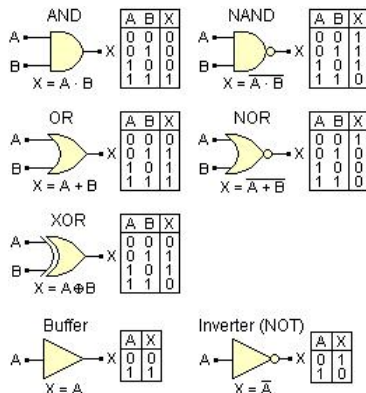 AND NAND
A B X A B X A B X A B X
0 0 0 0 0 1
0 1 0 0 1 1
1 0 0 1 0 1
1 1 1 1 1 0
X = A · B X = \overline{A · B}
OR NOR
A B X A B X A B X A B X
0 0 0 0 0 1
0 1 1 0 1 0
1 0 1 1 0 0
1 1 1 1 1 0
X = A + B X = \overline{A + B}
XOR
A B X A B X
0 0 0
0 1 1
1 0 1
1 1 0
X = A⊕B
Buffer Inverter (NOT)
A X A X A X A X
0 0 0 1
1 1 1 0
X = A X = \overline{A}